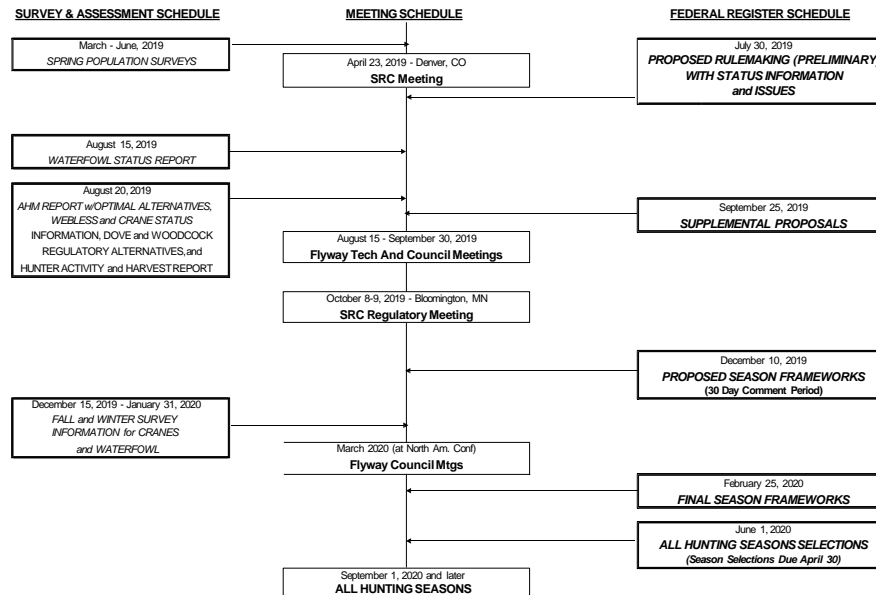 SURVEY & ASSESSMENT SCHEDULE
March - June, 2019
SPRING POPULATION SURVEYS
August 15, 2019
WATERFOWL STATUS REPORT
August 20, 2019
AHM REPORT w/OPTIMAL ALTERNATIVES,
WEBLESS and CRANE STATUS
INFORMATION, DOVE and WOODCOCK
REGULATORY ALTERNATIVES, and
HUNTER ACTIVITY and HARVEST REPORT
December 15, 2019 - January 31, 2020
FALL and WINTER SURVEY
INFORMATION for CRANES
and WATERFOWL
MEETING SCHEDULE
April 23, 2019 - Denver, CO
SRC Meeting
August 15 - September 30, 2019
Flyway Tech And Council Meetings
October 8-9, 2019 - Bloomington, MN
SRC Regulatory Meeting
March 2020 (at North Am. Conf)
Flyway Council Mtgs
September 1, 2020 and later
ALL HUNTING SEASONS
FEDERAL REGISTER SCHEDULE
July 30, 2019
PROPOSED RULEMAKING (PRELIMINARY)
WITH STATUS INFORMATION
and ISSUES
September 25, 2019
SUPPLEMENTAL PROPOSALS
December 10, 2019
PROPOSED SEASON FRAMEWORKS
(30 Day Comment Period)
February 25, 2020
FINAL SEASON FRAMEWORKS
June 1, 2020
ALL HUNTING SEASONS SELECTIONS
(Season Selections Due April 30)